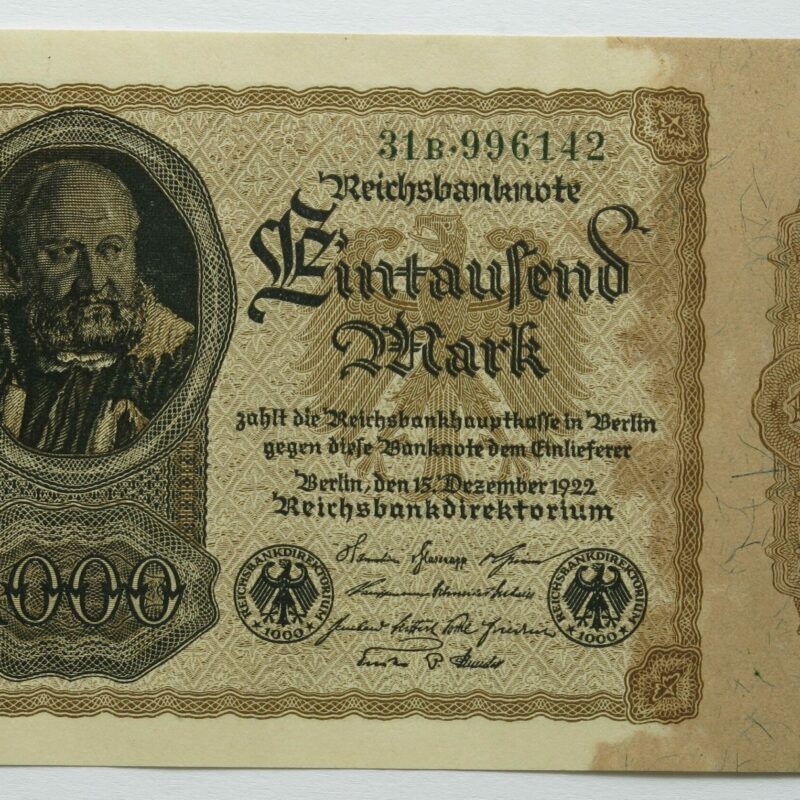 31B·996142
Reichsbanknote
Eintausend
Mark
zahlt die Reichsbankhauptkasse in Berlin
gegen diese Banknote dem Einlieferer
Berlin, den 15. Dezember 1922
Reichsbankdirektorium
1000
REICHSBANKDIREKTORIUM
1000
REICHSBANKDIREKTORIUM
1000